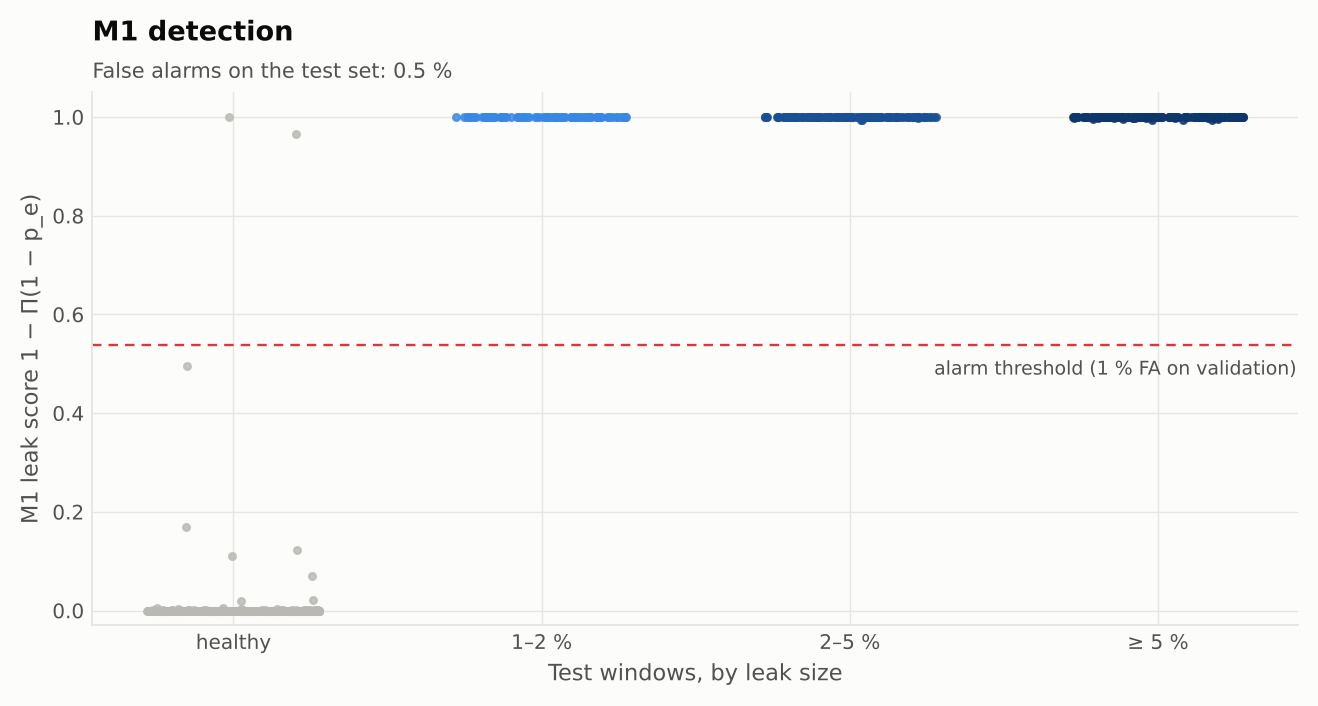 M1 detection
False alarms on the test set: 0.5 %
M1 leak score 1 − Π(1 − p_e)
1.0
0.8
0.6
0.4
0.2
0.0
alarm threshold (1 % FA on validation)
healthy
1–2 %
2–5 %
≥ 5 %
Test windows, by leak size